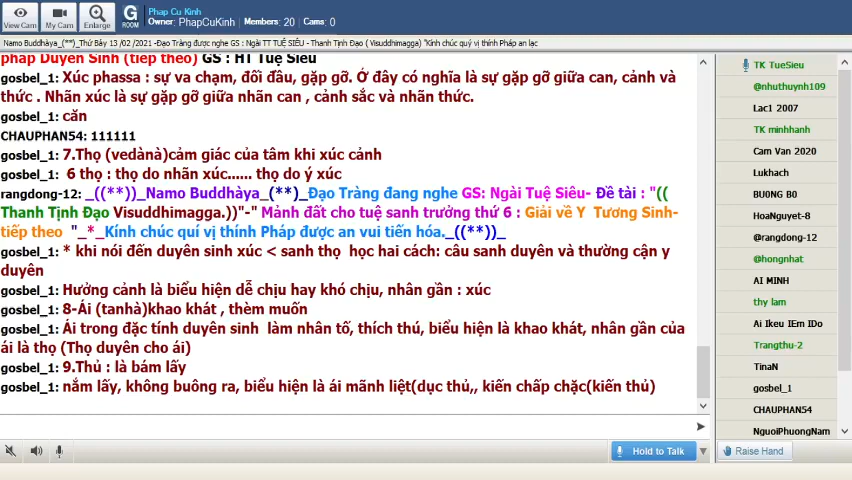 Phap Cu Kinh
Owner: PhapCuKinh Members: 20 Cams: 0
View Cam
My Cam
Enlarge
G
ROOM
Namo Buddhàya_(**)_Thứ Bảy 13 /02 /2021 -Đạo Tràng được nghe GS : Ngài TT TUỆ SIÊU - Thanh Tịnh Đạo ( Visuddhimagga) "Kính chúc quý vị thính Pháp an lạc
pháp Duyên Sinh (tiếp theo) GS : HT Tuệ Siêu
gosbel_1: Xúc phassa : sự va chạm, đối đầu, gặp gỡ. Ở đây có nghĩa là sự gặp gỡ giữa can, cảnh và
thức . Nhãn xúc là sự gặp gỡ giữa nhãn can , cảnh sắc và nhãn thức.
gosbel_1: căn
CHAUPHAN54: 111111
gosbel_1: 7.Thọ (vedànà)cảm giác của tâm khi xúc cảnh
gosbel_1: 6 thọ : thọ do nhãn xúc...... thọ do ý xúc
rangdong-12: _((**))_Namo Buddhàya_(**)_Đạo Tràng đang nghe GS: Ngài Tuệ Siêu- Đề tài : "((
Thanh Tịnh Đạo Visuddhimagga.))"-" Mảnh đất cho tuệ sanh trưởng thứ 6 : Giải về Y Tương Sinh-
tiếp theo "_*_Kính chúc quí vị thính Pháp được an vui tiến hóa._((**))_
gosbel_1: * khi nói đến duyên sinh xúc < sanh thọ học hai cách: câu sanh duyên và thường cận y
duyên
gosbel_1: Hưởng cảnh là biểu hiện dễ chịu hay khó chịu, nhân gần : xúc
gosbel_1: 8-Ái (tanhà)khao khát , thèm muốn
gosbel_1: Ái trong đặc tính duyên sinh làm nhân tố, thích thú, biểu hiện là khao khát, nhân gần của
ái là thọ (Thọ duyên cho ái)
gosbel_1: 9.Thủ : là bám lấy
gosbel_1: nắm lấy, không buông ra, biểu hiện là ái mãnh liệt(dục thủ,, kiến chấp chặc(kiến thủ)
Hold to Talk
Raise Hand
TK TueSieu
@nhuthuynh109
Lac1 2007
TK minhhanh
Cam Van 2020
Lukhach
BU0NG B0
HoaNguyet-8
@rangdong-12
@hongnhat
AI MINH
thy lam
Ai Ikeu IEm IDo
Trangthu-2
TinaN
gosbel_1
CHAUPHAN54
NguoiPhuongNam